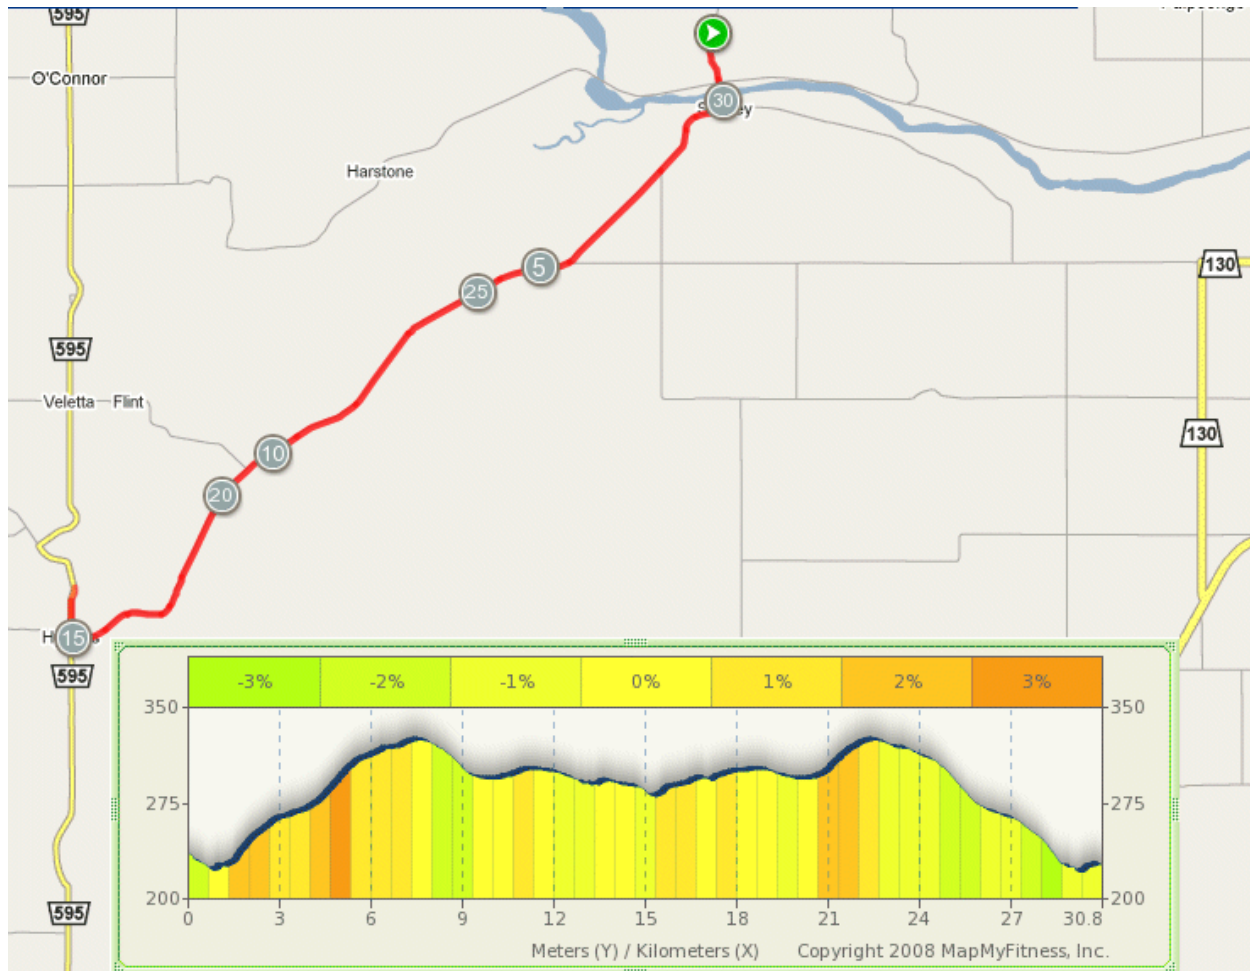 595
O'Connor
30
Harstone
5
130
25
595
Veletta Flint
130
10
20
15
595
-3% -2% -1% 0% 1% 2% 3%
350 350
275 275
200 200
0 3 6 9 12 15 18 21 24 27 30.8
Meters (Y) / Kilometers (X) Copyright 2008 MapMyFitness, Inc.
595